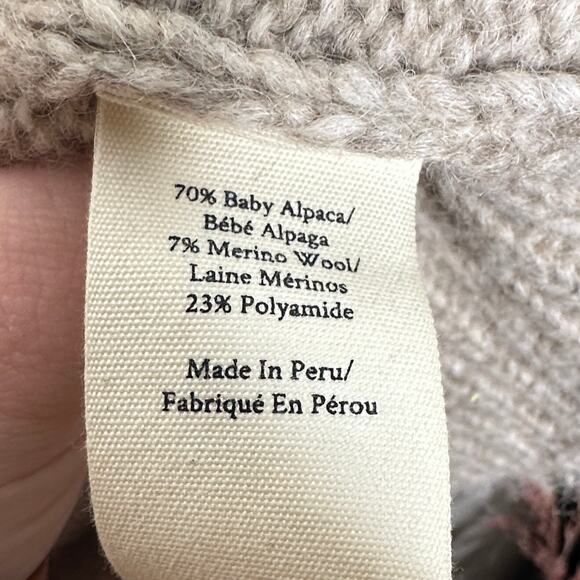 70% Baby Alpaca/
Bébé Alpaga
7% Merino Wool/
Laine Mérinos
23% Polyamide
Made In Peru/
Fabriqué En Pérou